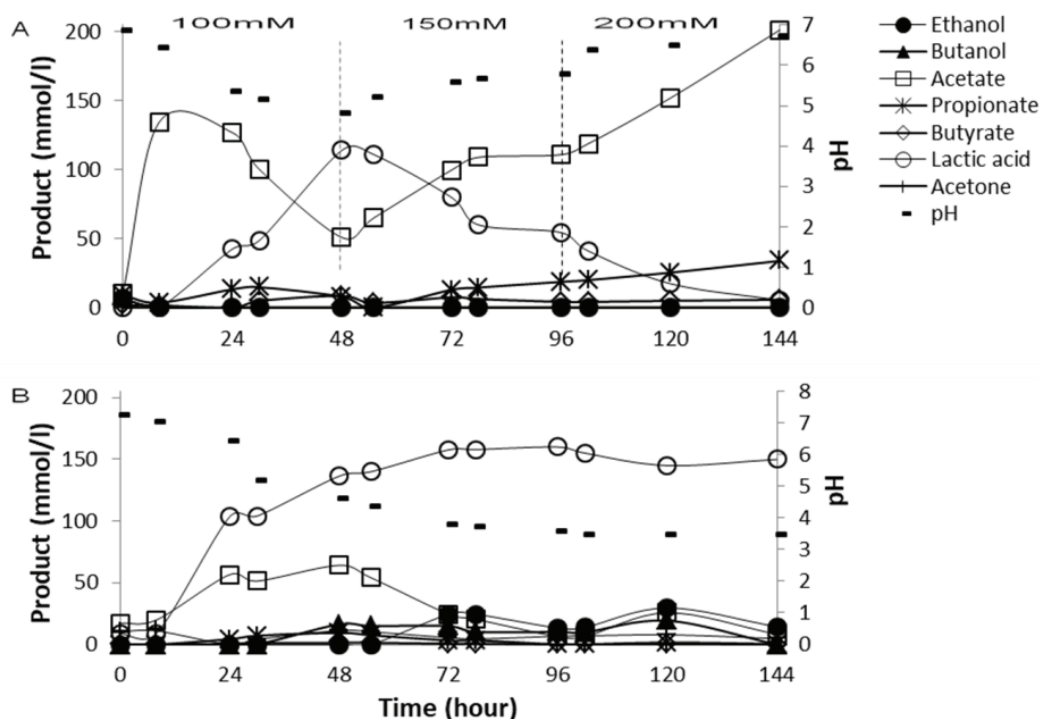 A
100mM 150mM 200mM
Product (mmol/l)
200
150
100
50
0
0 24 48 72 96 120 144
7
6
5
4
3
2
1
0
pH
Ethanol
Butanol
Acetate
Propionate
Butyrate
Lactic acid
Acetone
pH
B
Product (mmol/l)
200
150
100
50
0
0 24 48 72 96 120 144
8
7
6
5
4
3
2
1
0
pH
Time (hour)